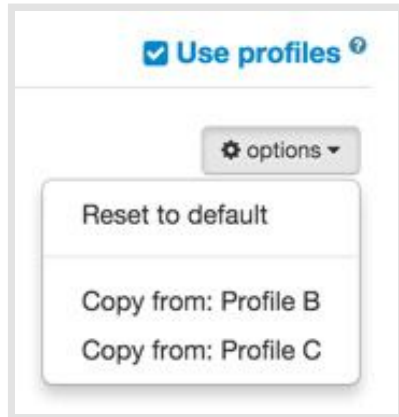 Use profiles ?
options
Reset to default
Copy from: Profile B
Copy from: Profile C